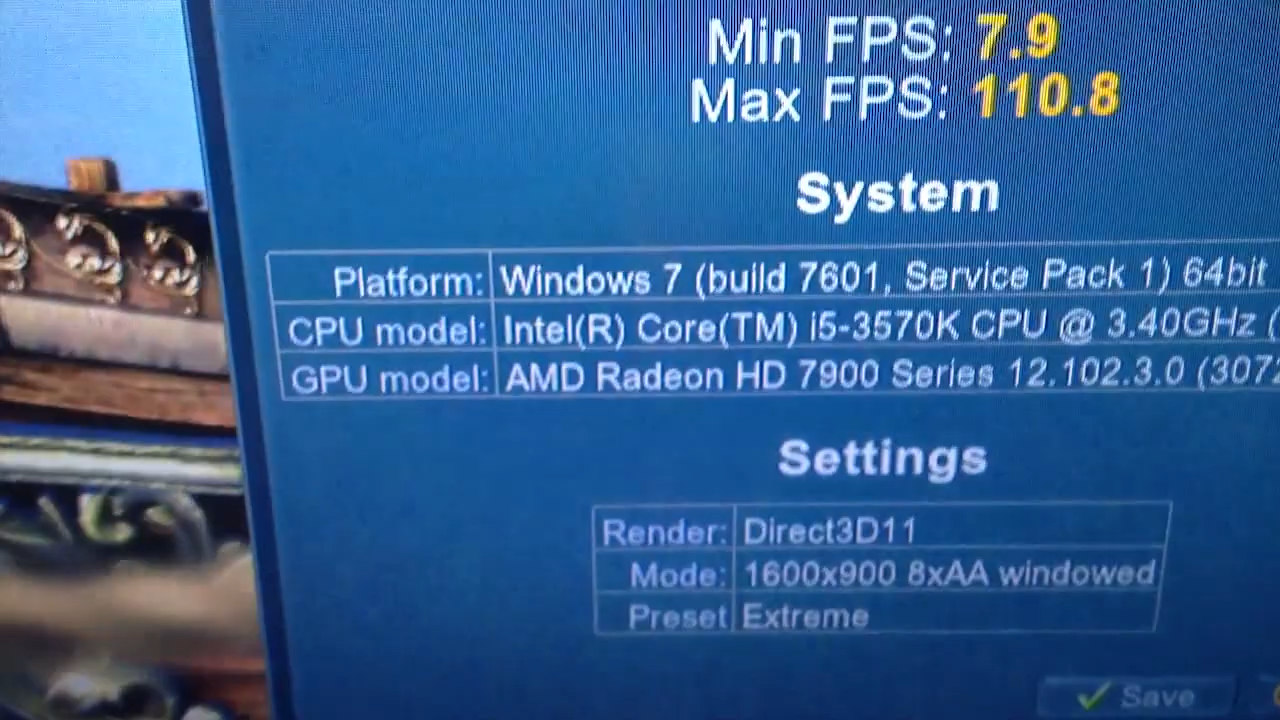 Min FPS: 7.9
Max FPS: 110.8
System
Platform: Windows 7 (build 7601, Service Pack 1) 64bit
CPU model: Intel(R) Core(TM) i5-3570K CPU @ 3.40GHz (
GPU model: AMD Radeon HD 7900 Series 12.102.3.0 (3072
Settings
Render: Direct3D11
Mode: 1600x900 8xAA windowed
Preset Extreme
Save